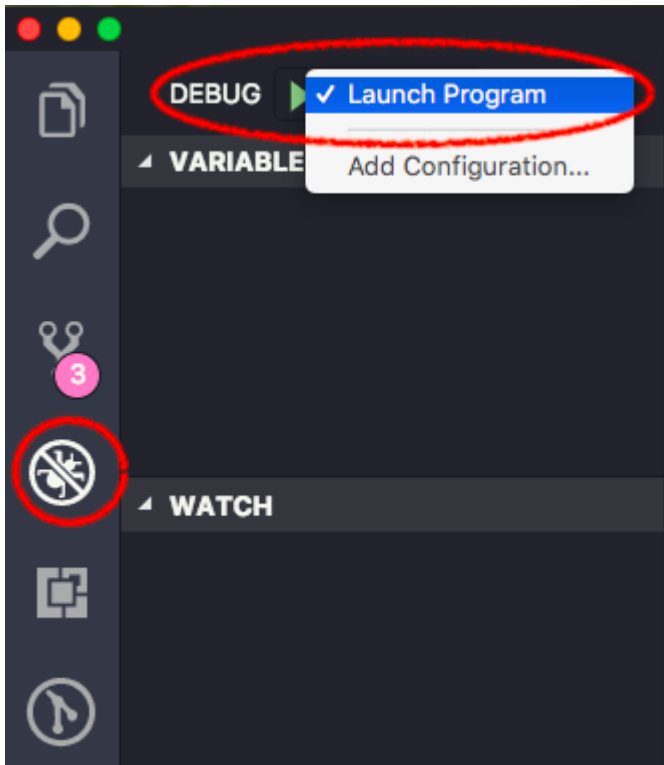 DEBUG ✓ Launch Program
VARIABLE
Add Configuration...
3
WATCH